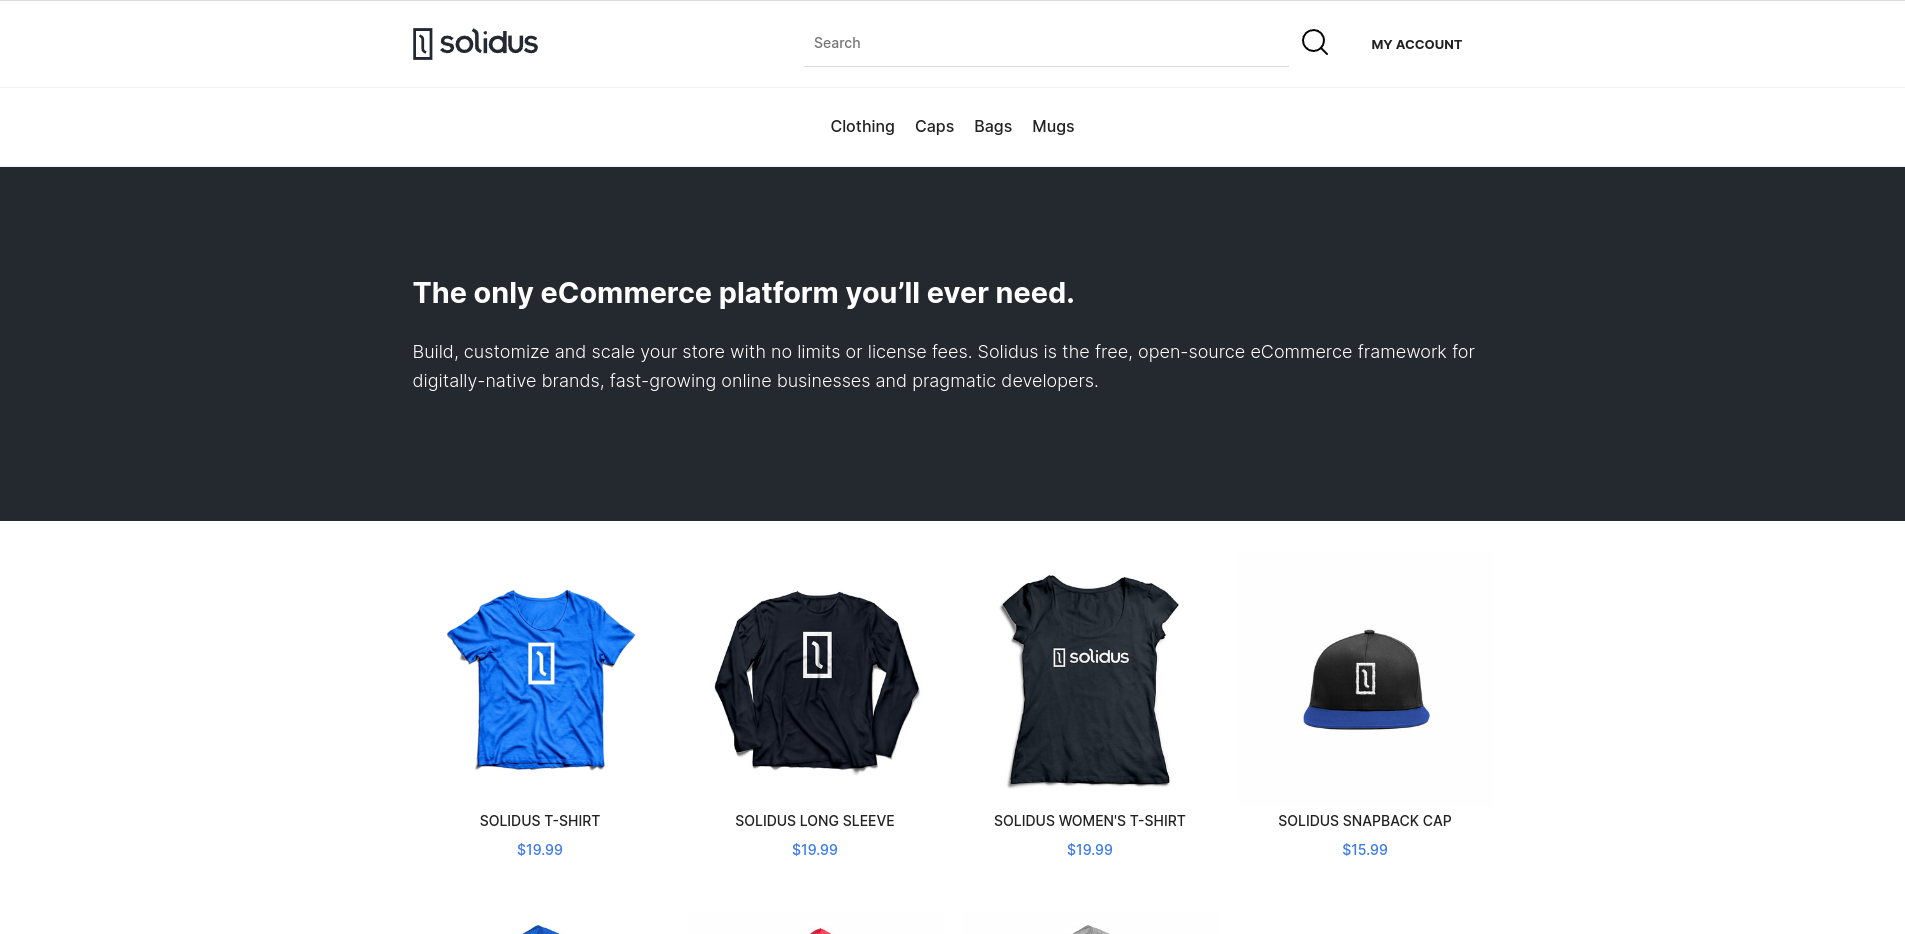 solidus
Search
MY ACCOUNT
Clothing Caps Bags Mugs
The only eCommerce platform you’ll ever need.
Build, customize and scale your store with no limits or license fees. Solidus is the free, open-source eCommerce framework for
digitally-native brands, fast-growing online businesses and pragmatic developers.
solidus
SOLIDUS T-SHIRT
$19.99
SOLIDUS LONG SLEEVE
$19.99
SOLIDUS WOMEN'S T-SHIRT
$19.99
SOLIDUS SNAPBACK CAP
$15.99